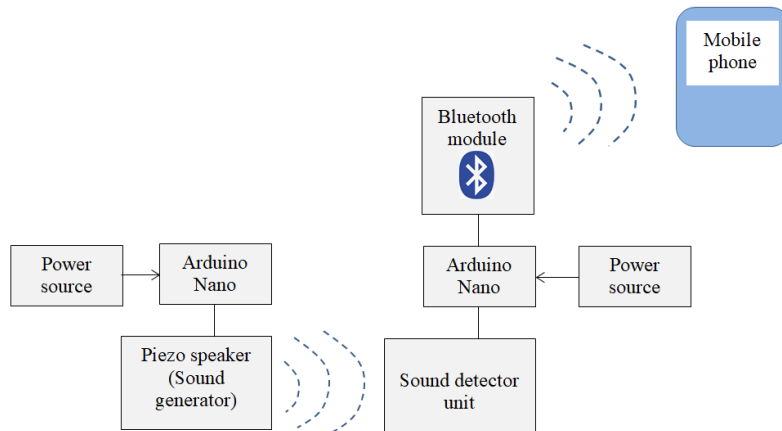 Mobile
phone
Bluetooth
module
Power
source
Arduino
Nano
Arduino
Nano
Power
source
Piezo speaker
(Sound
generator)
Sound detector
unit